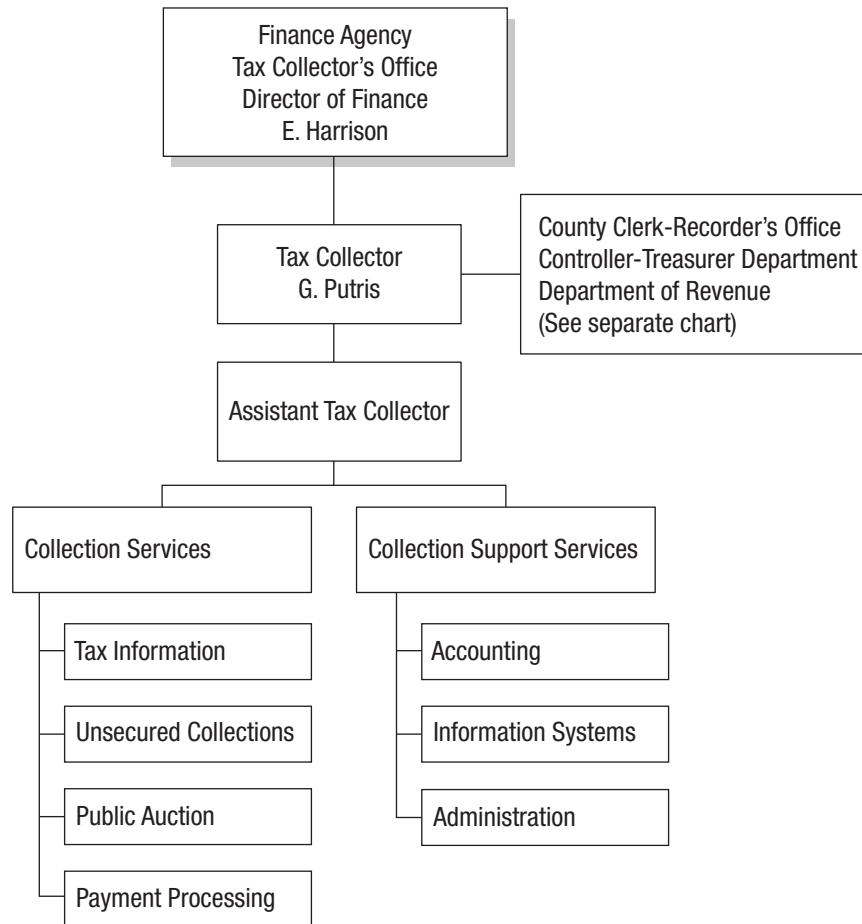 Finance Agency
Tax Collector’s Office
Director of Finance
E. Harrison
Tax Collector
G. Putris
County Clerk-Recorder’s Office
Controller-Treasurer Department
Department of Revenue
(See separate chart)
Assistant Tax Collector
Collection Services
Tax Information
Unsecured Collections
Public Auction
Payment Processing
Collection Support Services
Accounting
Information Systems
Administration